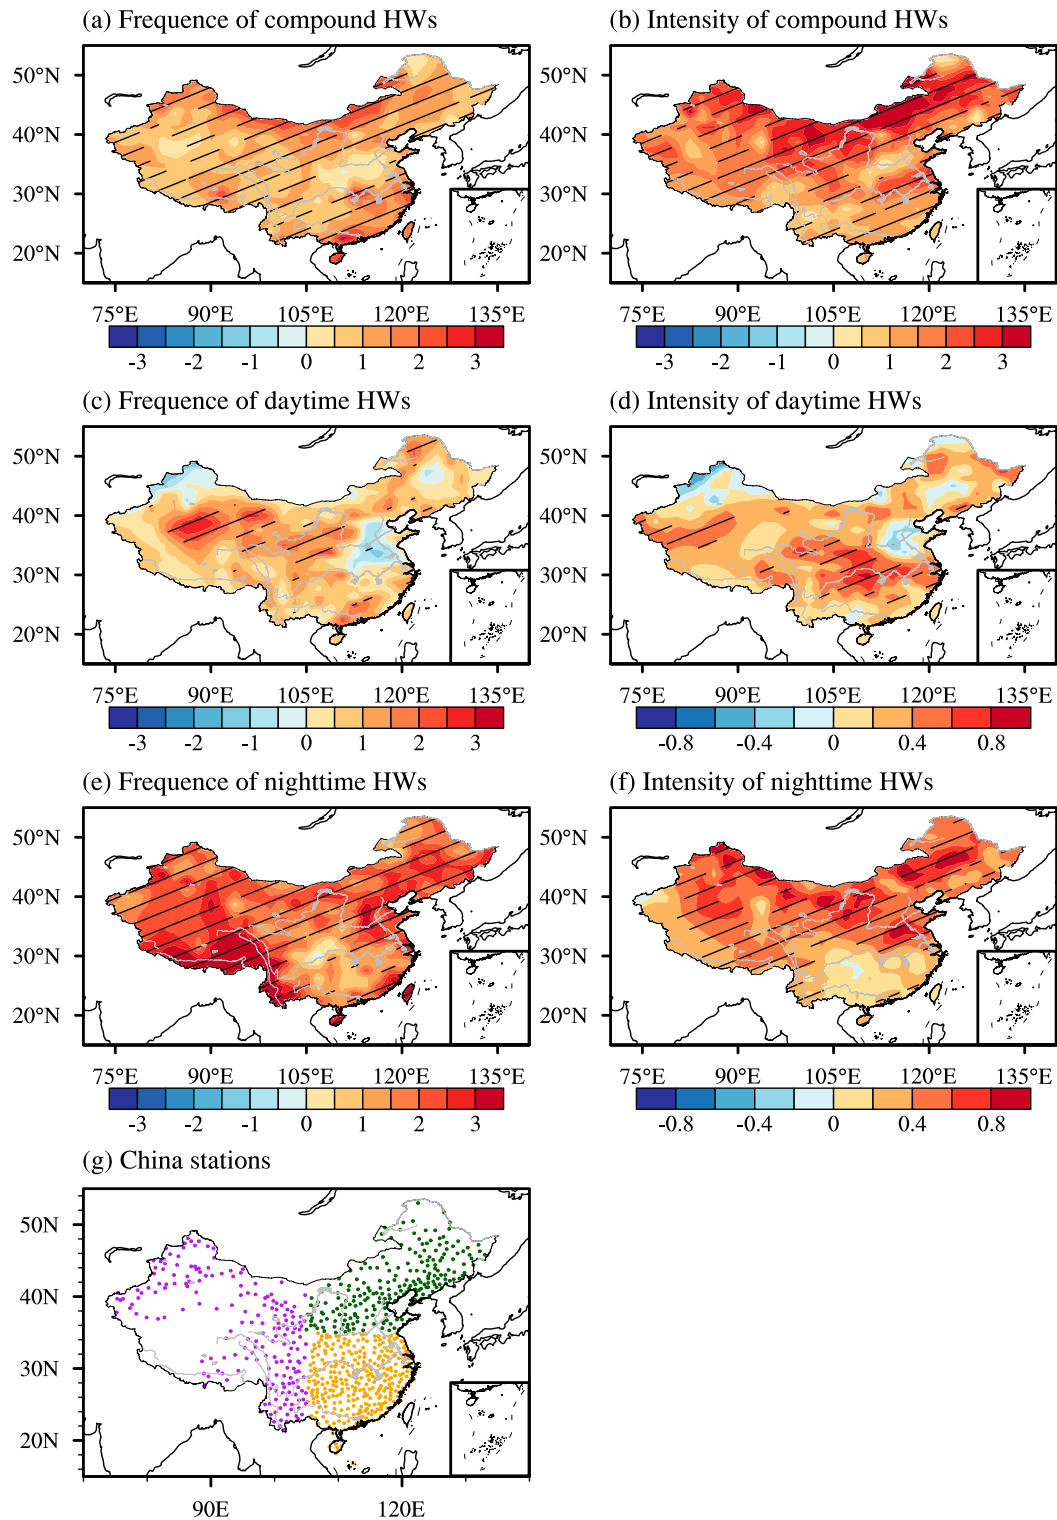 (a) Frequence of compound HWs
(b) Intensity of compound HWs
50°N
40°N
30°N
20°N
75°E 90°E 105°E 120°E 135°E
-3 -2 -1 0 1 2 3
50°N
40°N
30°N
20°N
75°E 90°E 105°E 120°E 135°E
-3 -2 -1 0 1 2 3
(c) Frequence of daytime HWs
(d) Intensity of daytime HWs
50°N
40°N
30°N
20°N
75°E 90°E 105°E 120°E 135°E
-3 -2 -1 0 1 2 3
50°N
40°N
30°N
20°N
75°E 90°E 105°E 120°E 135°E
-0.8 -0.4 0 0.4 0.8
(e) Frequence of nighttime HWs
(f) Intensity of nighttime HWs
50°N
40°N
30°N
20°N
75°E 90°E 105°E 120°E 135°E
-3 -2 -1 0 1 2 3
50°N
40°N
30°N
20°N
75°E 90°E 105°E 120°E 135°E
-0.8 -0.4 0 0.4 0.8
(g) China stations
50N
40N
30N
20N
90E 120E